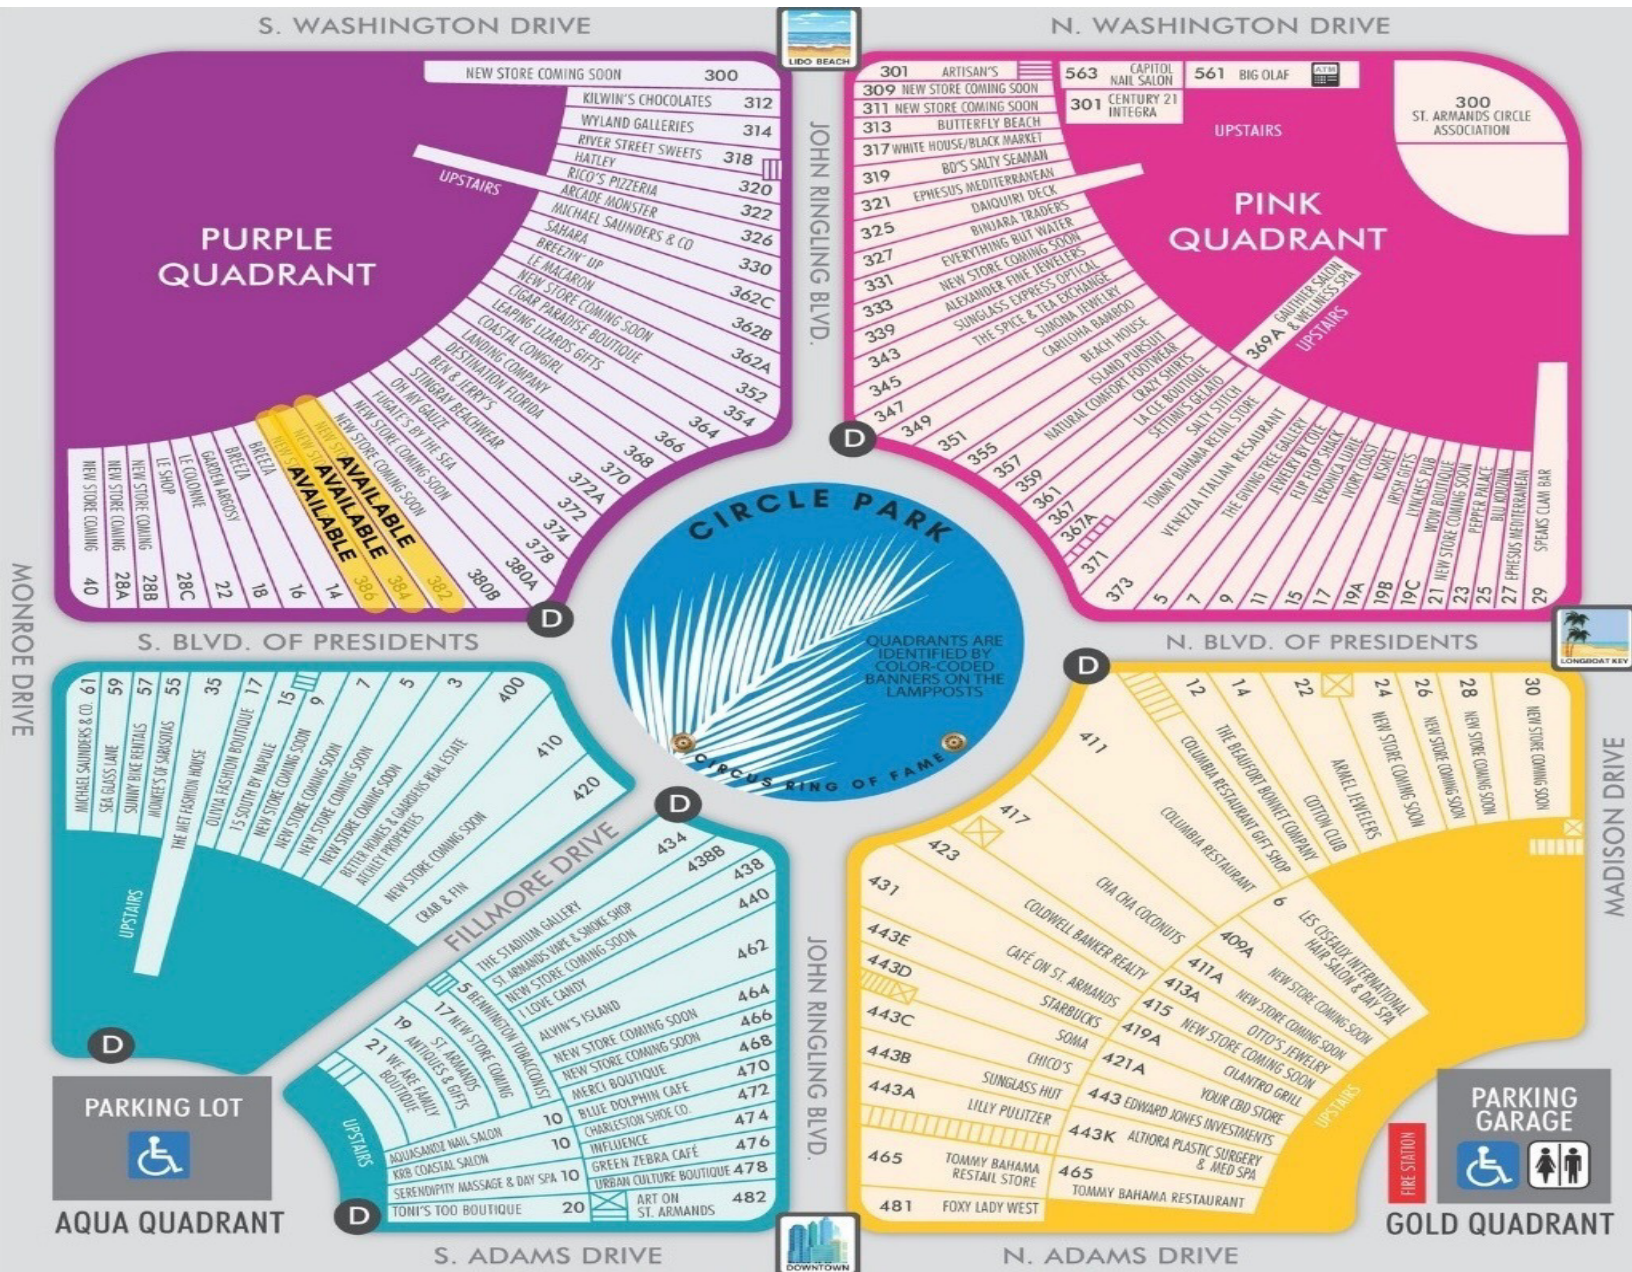 S. WASHINGTON DRIVE
N. WASHINGTON DRIVE
LIDO BEACH
NEW STORE COMING SOON 300
KILWIN'S CHOCOLATES 312
WYLAND GALLERIES 314
RIVER STREET SWEETS 318
HATLEY 320
RICO'S PIZZERIA 322
ARCADE MONSTER 326
MICHAEL SAUNDERS & CO 330
SAHARA 362C
BREEZIN' UP 362B
LE MACARON 362A
NEW STORE COMING SOON 352
CIGAR PARADISE BOUTIQUE 354
LEAPING LIZARDS GIFTS 364
COASTAL COWGIRL 366
LANDING COMPANY 368
DESTINATION FLORIDA 370
BEN & JERRY'S 372A
STINGRAY BEACHWEAR 372
OH MY GAUZE 374
FUGATE'S BY THE SEA 378
NEW STORE COMING SOON 380A
NEW STORE COMING SOON 380B
AVAILABLE 382
AVAILABLE 384
AVAILABLE 386
BREEZA 14
BREEZA 16
GARDEN ARGOSY 18
LE COLONNE 22
LE SHOP 28C
NEW STORE COMING 28B
NEW STORE COMING 28A
NEW STORE COMING 40
UPSTAIRS
PURPLE
QUADRANT
JOHN RINGLING BLVD.
301 ARTISAN'S
309 NEW STORE COMING SOON
311 NEW STORE COMING SOON
313 BUTTERFLY BEACH
317 WHITE HOUSE/BLACK MARKET
319 BD'S SALTY SEAMAN
321 EPHESUS MEDITERRANEAN
325 DAIQUIRI DECK
327 BINJARA TRADERS
331 EVERYTHING BUT WATER
333 NEW STORE COMING SOON
339 ALEXANDER FINE JEWELERS
343 SUNGLASS EXPRESS OPTICAL
345 THE SPICE & TEA EXCHANGE
347 SIMONA JEWELRY
349 CARILOHA BAMBOO
351 BEACH HOUSE
355 ISLAND PURSUIT
357 NATURAL COMFORT FOOTWEAR
359 CRAZY SHIRTS
361 LA CLE BOUTIQUE
367 SETTIMI'S GELATO
367A SALTY STITCH
371 TOMMY BAHAMA RETAIL STORE
373 VENEZIA ITALIAN RESTAURANT
5 THE GIVING TREE GALLERY
7 JEWELRY BY COLE
9 FLIP FLOP SHACK
11 VERONICA LURIE
15 IVORY COAST
17 KISMET
19A IRISH GIFTS
19B LYNCHES PUB
19C WOW BOUTIQUE
21 NEW STORE COMING SOON
23 PEPPER PALACE
25 BLU KOUZINA
27 EPHESUS MEDITERRANEAN
29 SPEAKS CLAM BAR
563 CAPITOL
NAIL SALON
561 BIG OLAF
ATM
301 CENTURY 21
INTEGRA
UPSTAIRS
300
ST. ARMANDS CIRCLE
ASSOCIATION
PINK
QUADRANT
369A GAUTHIER SALON
& WELLNESS SPA
UPSTAIRS
D
D
CIRCLE PARK
QUADRANTS ARE
IDENTIFIED BY
COLOR-CODED
BANNERS ON THE
LAMPPOSTS
CIRCUS RING OF FAME
MONROE DRIVE
S. BLVD. OF PRESIDENTS
N. BLVD. OF PRESIDENTS
LONGBOAT KEY
D
61 MICHAEL SAUNDERS & CO.
59 SEA GLASS LANE
57 SUNNY BIKE RENTALS
55 MONKEE'S OF SARASOTAS
35 THE MET FASHION HOUSE
17 OLIVIA FASHION BOUTIQUE
15 15 SOUTH BY NAPULE
9 NEW STORE COMING SOON
NEW STORE COMING SOON
7 NEW STORE COMING SOON
5 NEW STORE COMING SOON
3 BETTER HOMES & GAARDENS REAL ESTATE
ATCHLEY PROPERTIES
400
410 NEW STORE COMING SOON
420 CRAB & FIN
UPSTAIRS
FILLMORE DRIVE
D
434 THE STADIUM GALLERY
438B ST. ARMANDS VAPE & SMOKE SHOP
438 NEW STORE COMING SOON
440 I LOVE CANDY
462 ALVIN'S ISLAND
464 NEW STORE COMING SOON
466 NEW STORE COMING SOON
468 MERCI BOUTIQUE
470 BLUE DOLPHIN CAFE
472 CHARLESTON SHOE CO.
474 INFLUENCE
476 GREEN ZEBRA CAFÉ
478 URBAN CULTURE BOUTIQUE
482 ART ON
ST. ARMANDS
5 BENNINGTON TOBACCONIST
17 NEW STORE COMING
19 ST. ARMANDS
ANTIQUES & GIFTS
21 WE ARE FAMILY
BOUTIQUE
AQUASANDZ NAIL SALON 10
KRB COASTAL SALON 10
SERENDIPITY MASSAGE & DAY SPA 10
TONI'S TOO BOUTIQUE 20
UPSTAIRS
D
D
PARKING LOT
AQUA QUADRANT
JOHN RINGLING BLVD.
S. ADAMS DRIVE
DOWNTOWN
N. ADAMS DRIVE
12 COLUMBIA RESTAURANT GIFT SHOP
14 THE BEAUFORT BONNET COMPANY
22 COTTON CLUB
ARMEL JEWELERS
24 NEW STORE COMING SOON
26 NEW STORE COMING SOON
28 NEW STORE COMING SOON
30 NEW STORE COMING SOON
411 COLUMBIA RESTAURANT
417 CHA CHA COCONUTS
423 COLDWELL BANKER REALTY
431 CAFÉ ON ST. ARMANDS
443E STARBUCKS
443D SOMA
443C CHICO'S
443B SUNGLASS HUT
443A LILLY PULITZER
465 TOMMY BAHAMA
RESTAIL STORE
481 FOXY LADY WEST
6 LES CISEAUX INTERNATIONAL
HAIR SALON & DAY SPA
409A NEW STORE COMING SOON
411A NEW STORE COMING SOON
413A OTTO'S JEWELRY
415 NEW STORE COMING SOON
419A CILANTRO GRILL
421A YOUR CBD STORE
443 EDWARD JONES INVESTMENTS
443K ALTIORA PLASTIC SURGERY
& MED SPA
465
TOMMY BAHAMA RESTAURANT
UPSTAIRS
MADISON DRIVE
FIRE STATION
PARKING
GARAGE
GOLD QUADRANT